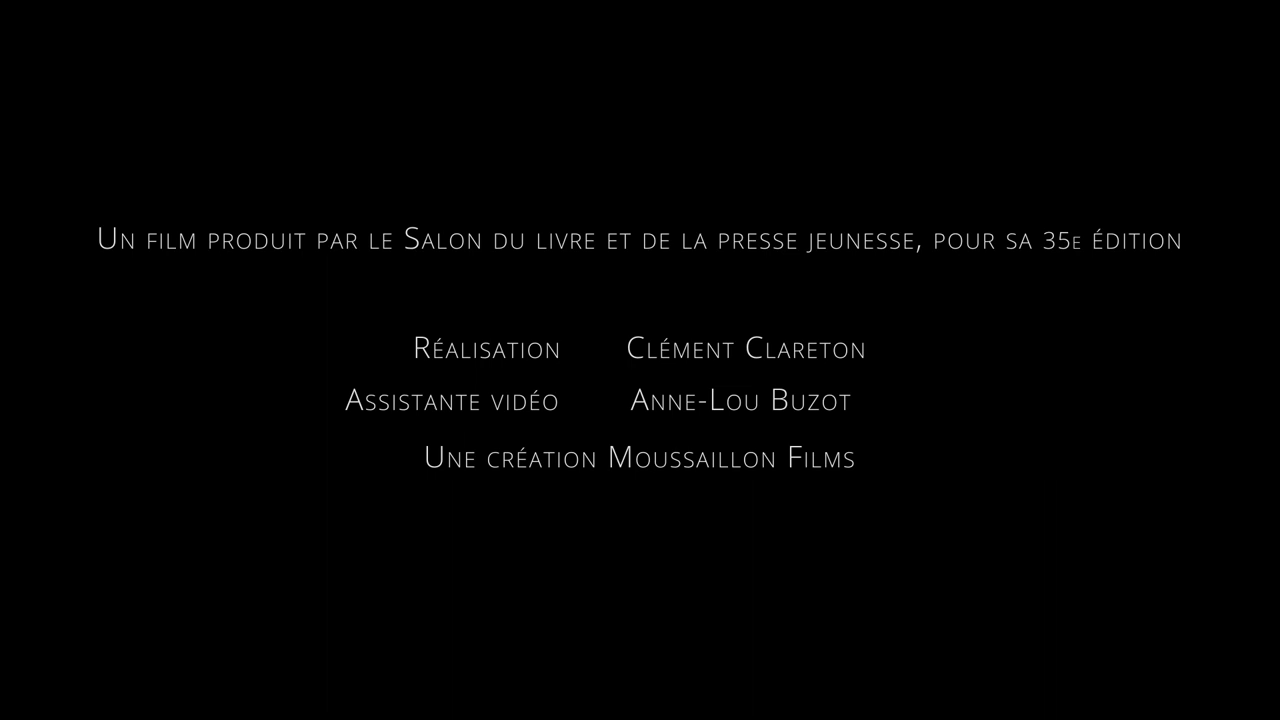 Un film produit par le Salon du livre et de la presse jeunesse, pour sa 35e édition
Réalisation Clément Clareton
Assistante vidéo Anne-Lou Buzot
Une création Moussaillon Films